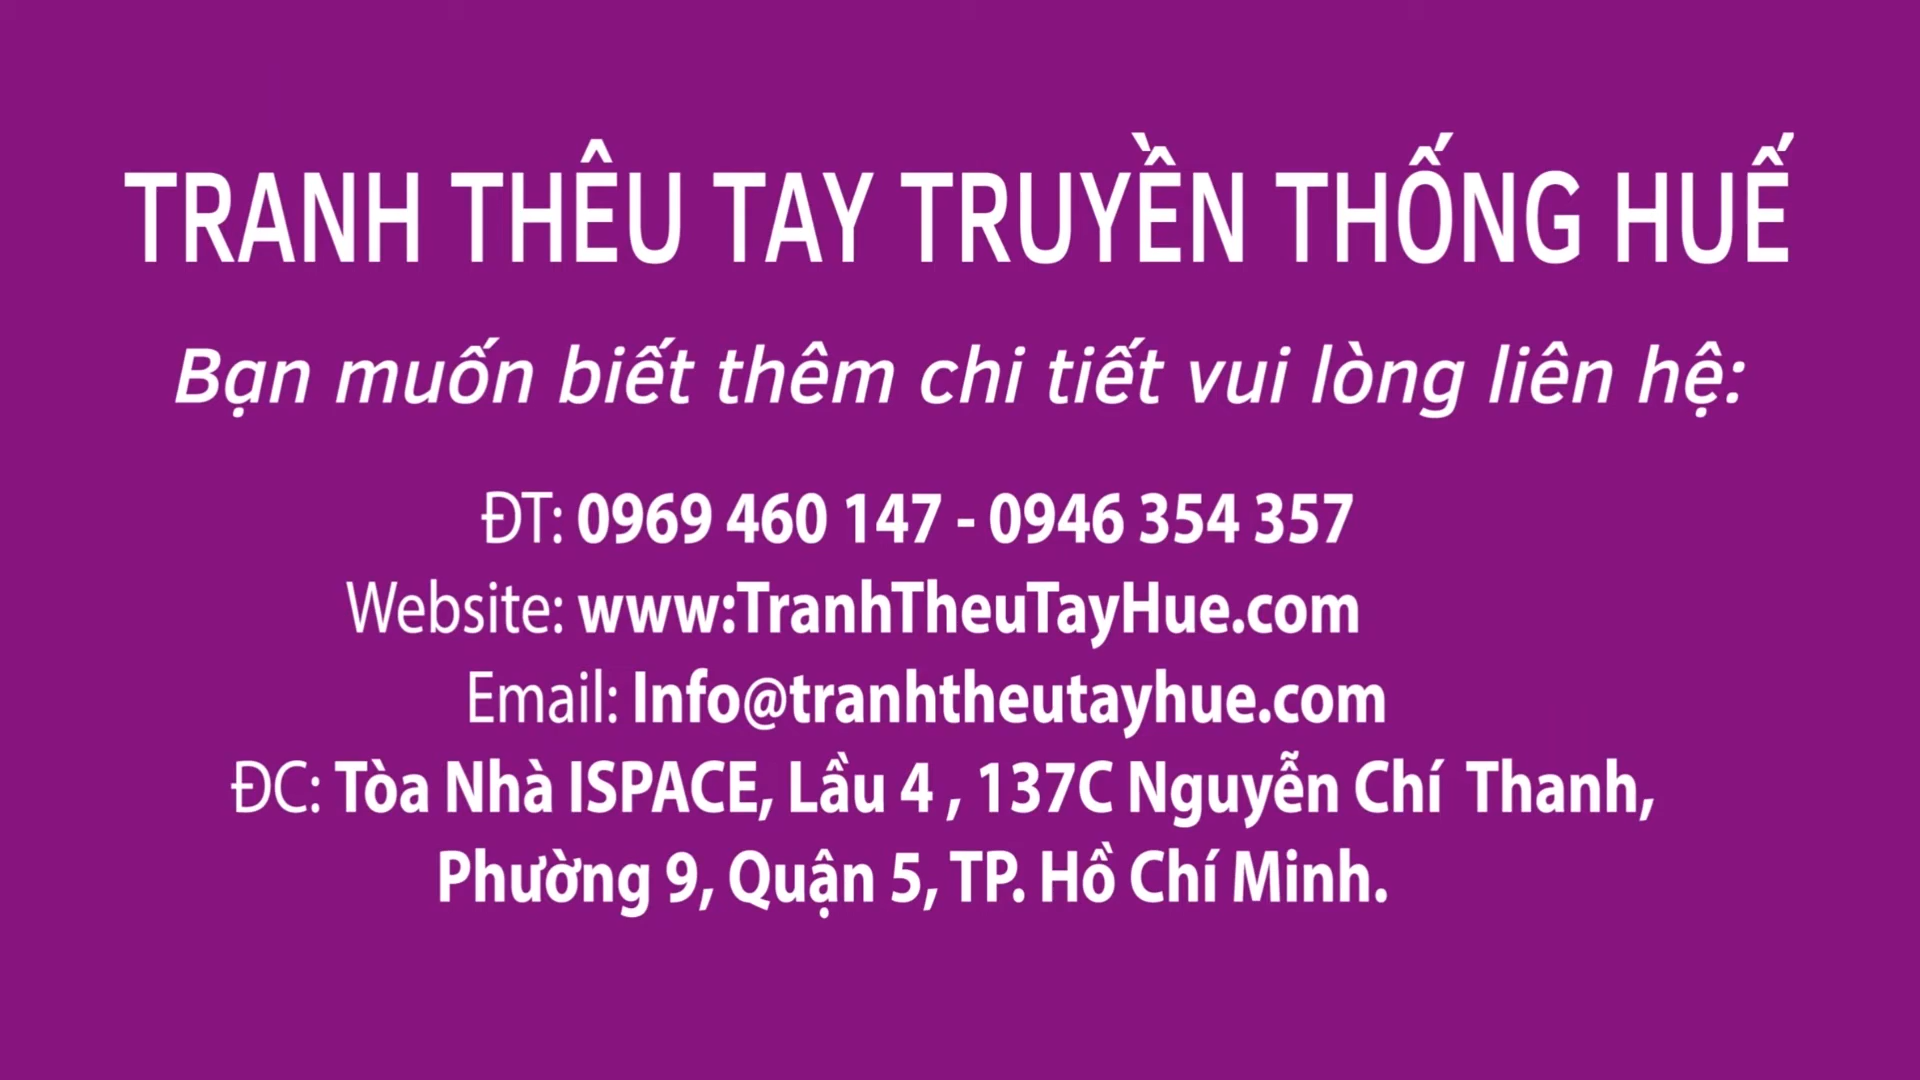 TRANH THÊU TAY TRUYỀN THỐNG HUẾ
Bạn muốn biết thêm chi tiết vui lòng liên hệ:
ĐT: 0969 460 147 - 0946 354 357
Website: www:TranhTheuTayHue.com
Email: Info@tranhtheutayhue.com
ĐC: Tòa Nhà ISPACE, Lầu 4 , 137C Nguyễn Chí Thanh,
Phường 9, Quận 5, TP. Hồ Chí Minh.